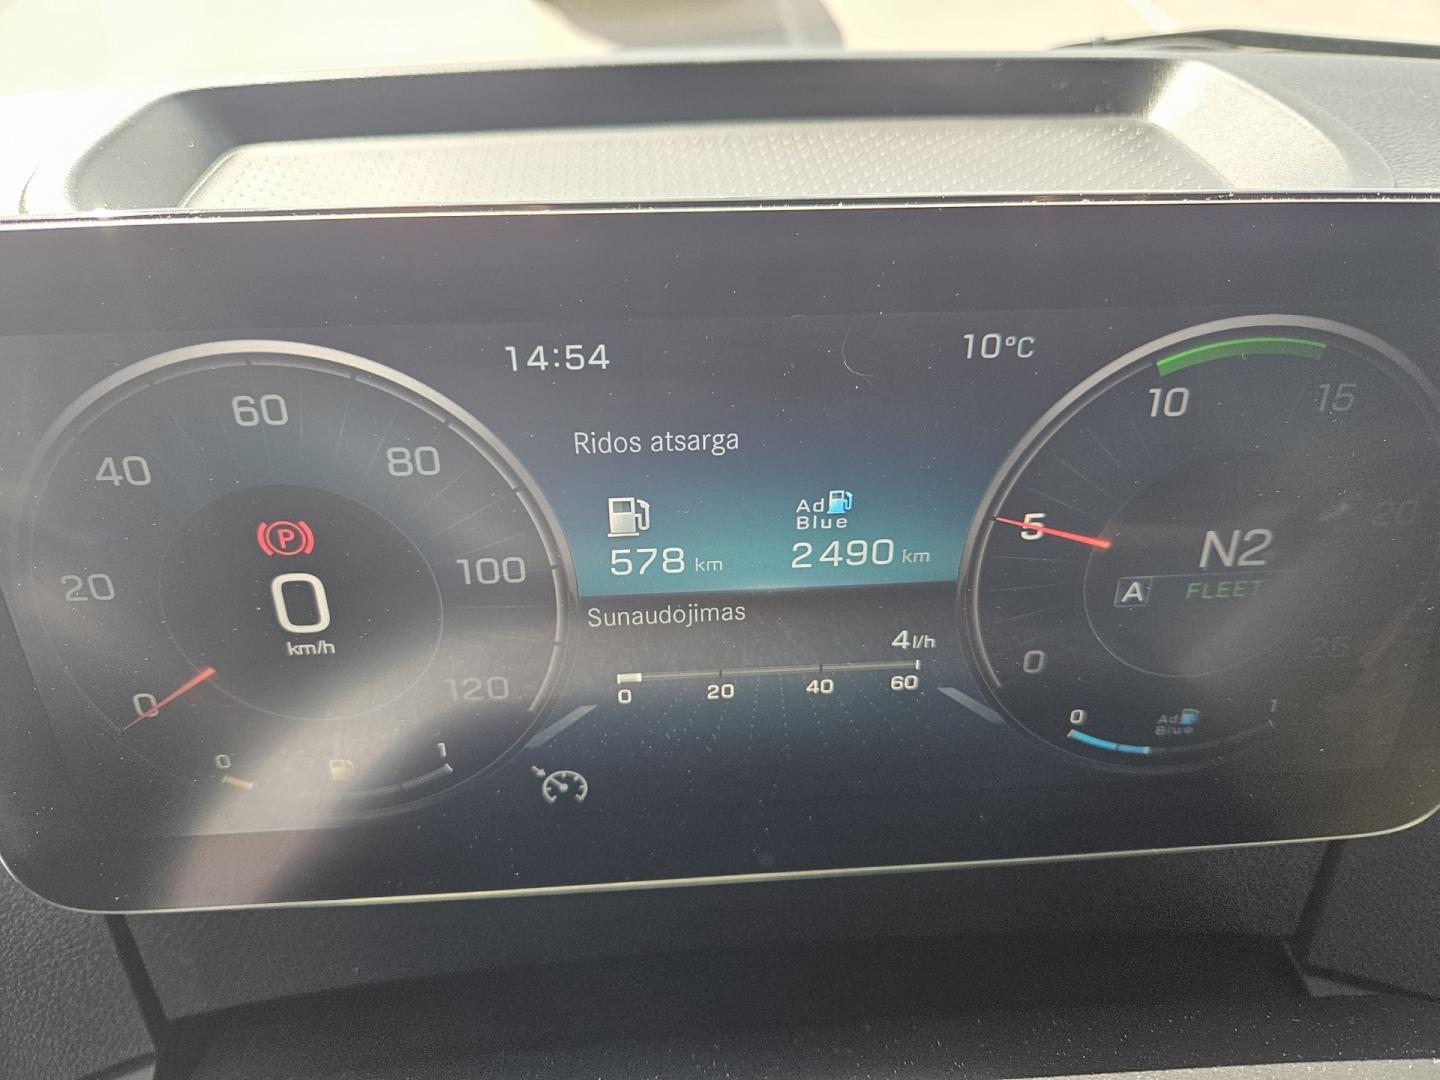 14:54
10°C
Ridos atsarga
Ad
Blue
578 km
2490 km
Sunaudojimas
4 l/h
0 20 40 60
0 20 40 60 80 100 120
P
0
km/h
0 1
0 5 10 15 20 25
N2
A FLEET
0 1
Ad
Blue